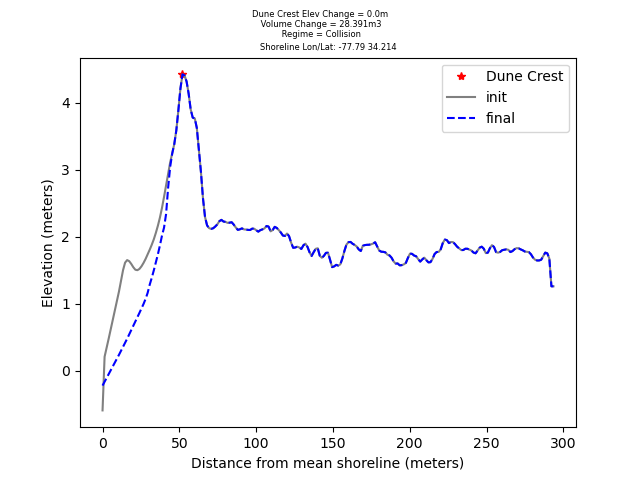 Dune Crest Elev Change = 0.0m
Volume Change = 28.391m3
Regime = Collision
Shoreline Lon/Lat: -77.79 34.214
Dune Crest
init
final
Elevation (meters)
4
3
2
1
0
0 50 100 150 200 250 300
Distance from mean shoreline (meters)